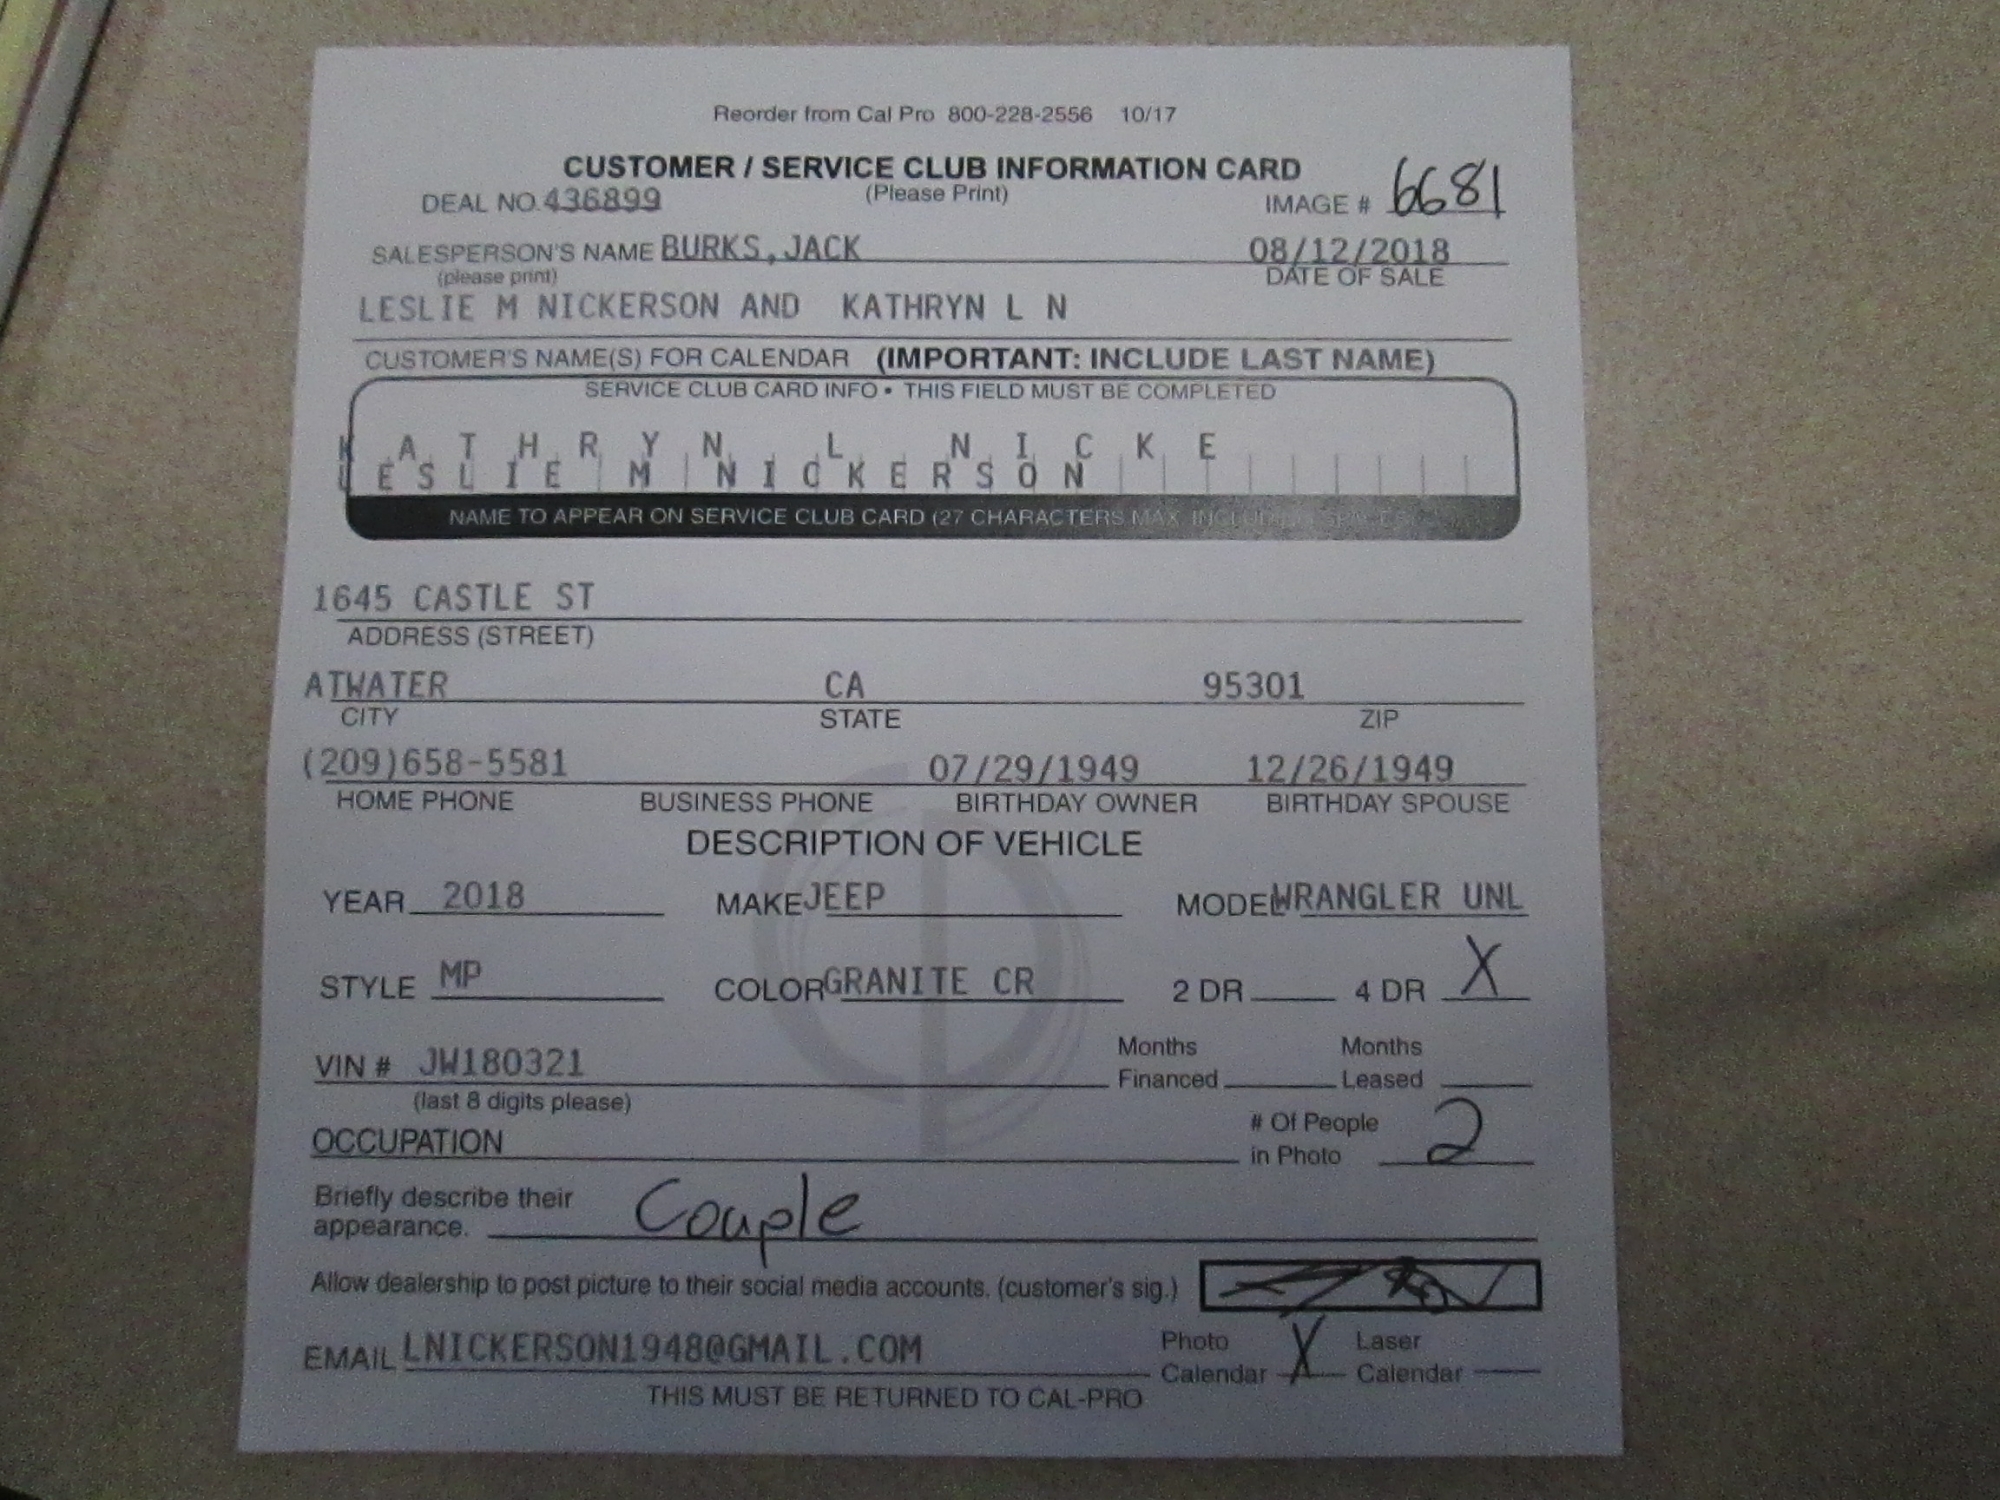 Reorder from Cal Pro 800-228-2556 10/17
CUSTOMER / SERVICE CLUB INFORMATION CARD
(Please Print)
DEAL NO. 436899 IMAGE # 6681
SALESPERSON'S NAME BURKS, JACK 08/12/2018
(please print) DATE OF SALE
LESLIE M NICKERSON AND KATHRYN L N
CUSTOMER'S NAME(S) FOR CALENDAR (IMPORTANT: INCLUDE LAST NAME)
SERVICE CLUB CARD INFO • THIS FIELD MUST BE COMPLETED
KATHRYN L NICKE
LESLIE M NICKERSON
NAME TO APPEAR ON SERVICE CLUB CARD (27 CHARACTERS MAX. INCLUDING SPACES)
1645 CASTLE ST
ADDRESS (STREET)
ATWATER CA 95301
CITY STATE ZIP
(209)658-5581 07/29/1949 12/26/1949
HOME PHONE BUSINESS PHONE BIRTHDAY OWNER BIRTHDAY SPOUSE
DESCRIPTION OF VEHICLE
YEAR 2018 MAKE JEEP MODEL WRANGLER UNL
STYLE MP COLOR GRANITE CR 2 DR 4 DR X
VIN # JW180321 Months Financed Months Leased
(last 8 digits please)
OCCUPATION # Of People in Photo 2
Briefly describe their appearance. Couple
Allow dealership to post picture to their social media accounts. (customer's sig.)
EMAIL LNICKERSON1948@GMAIL.COM Photo Calendar X Laser Calendar
THIS MUST BE RETURNED TO CAL-PRO